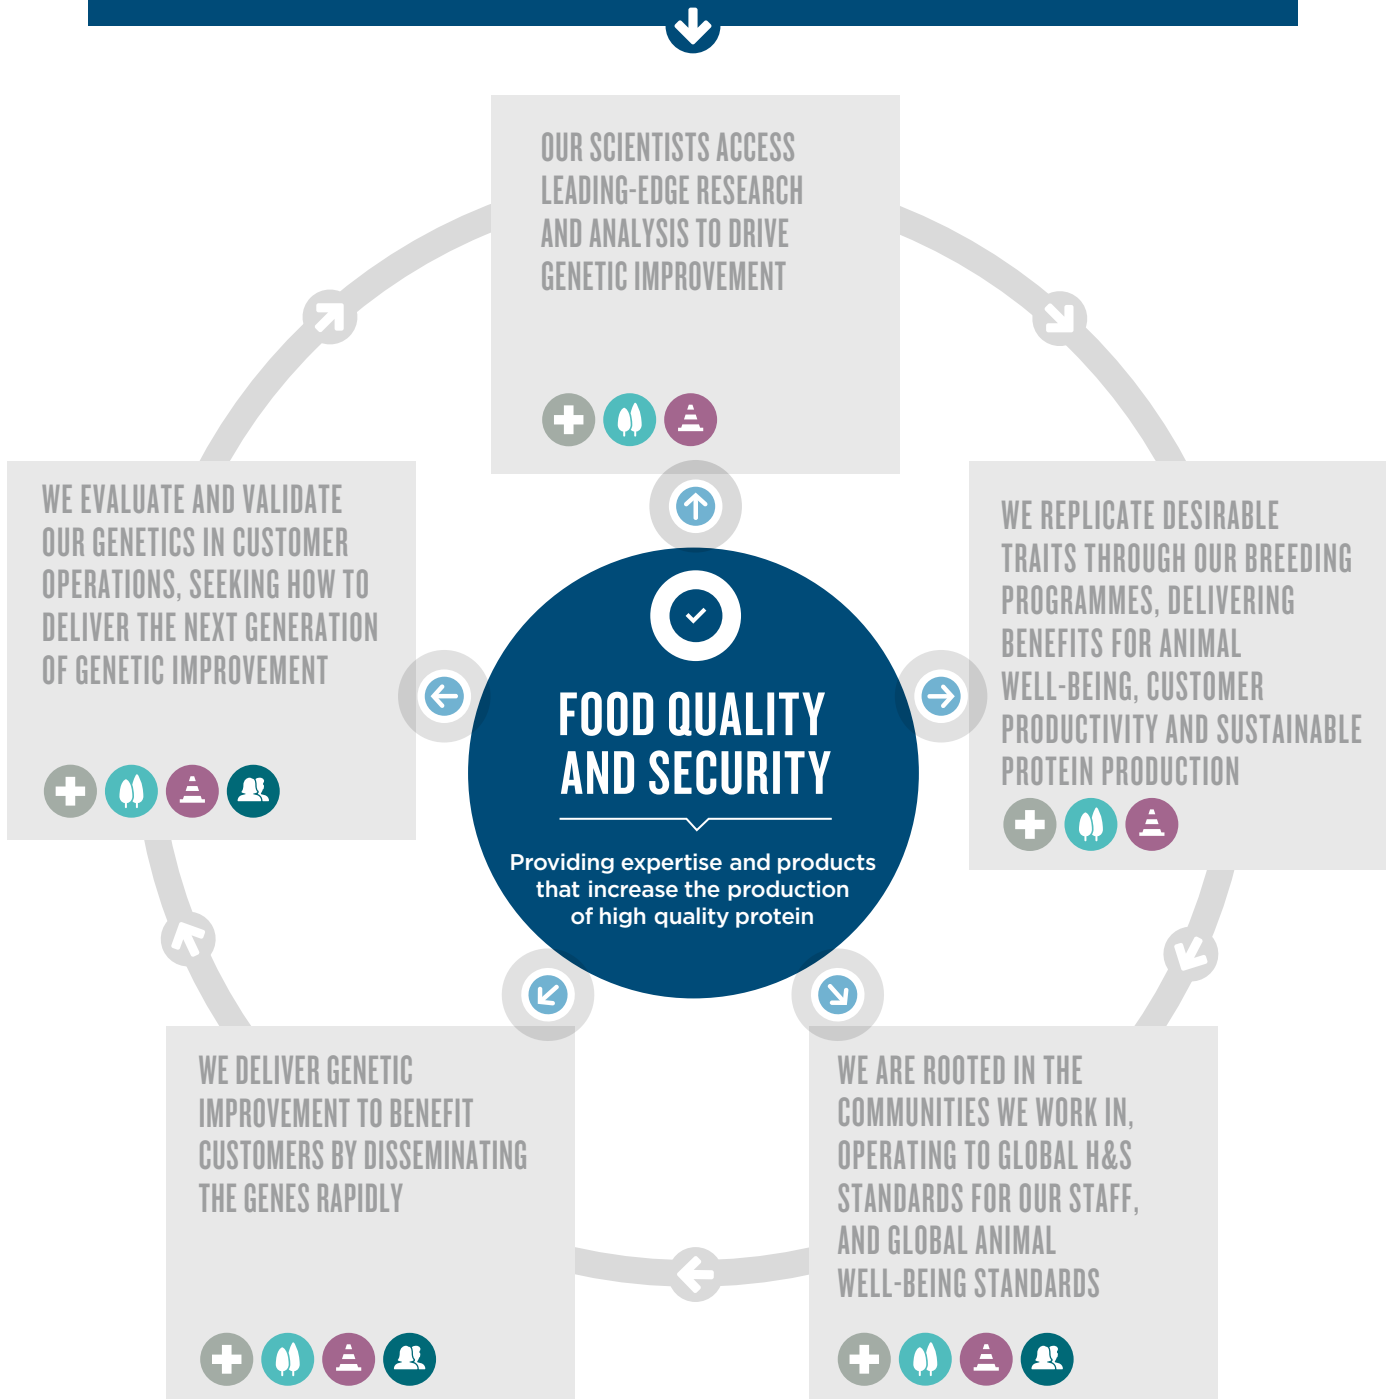 OUR SCIENTISTS ACCESS
LEADING-EDGE RESEARCH
AND ANALYSIS TO DRIVE
GENETIC IMPROVEMENT
WE EVALUATE AND VALIDATE
OUR GENETICS IN CUSTOMER
OPERATIONS, SEEKING HOW TO
DELIVER THE NEXT GENERATION
OF GENETIC IMPROVEMENT
WE REPLICATE DESIRABLE
TRAITS THROUGH OUR BREEDING
PROGRAMMES, DELIVERING
BENEFITS FOR ANIMAL
WELL-BEING, CUSTOMER
PRODUCTIVITY AND SUSTAINABLE
PROTEIN PRODUCTION
FOOD QUALITY
AND SECURITY
Providing expertise and products
that increase the production
of high quality protein
WE DELIVER GENETIC
IMPROVEMENT TO BENEFIT
CUSTOMERS BY DISSEMINATING
THE GENES RAPIDLY
WE ARE ROOTED IN THE
COMMUNITIES WE WORK IN,
OPERATING TO GLOBAL H&S
STANDARDS FOR OUR STAFF,
AND GLOBAL ANIMAL
WELL-BEING STANDARDS